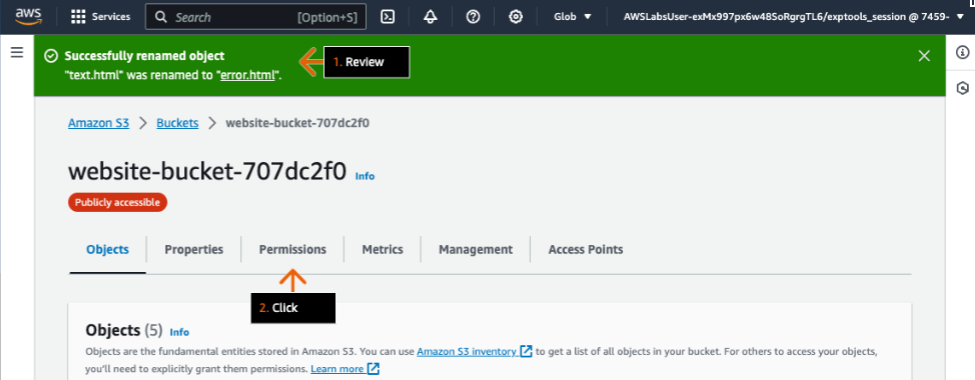 aws Services Search [Option+S] Glob ▼ AWSLabsUser-exMx997px6w48SoRgrgTL6/exptools_session @ 7459- ▼
Successfully renamed object
"text.html" was renamed to "error.html".
1. Review
Amazon S3 > Buckets > website-bucket-707dc2f0
website-bucket-707dc2f0 Info
Publicly accessible
Objects Properties Permissions Metrics Management Access Points
2. Click
Objects (5) Info
Objects are the fundamental entities stored in Amazon S3. You can use Amazon S3 inventory to get a list of all objects in your bucket. For others to access your objects,
you'll need to explicitly grant them permissions. Learn more